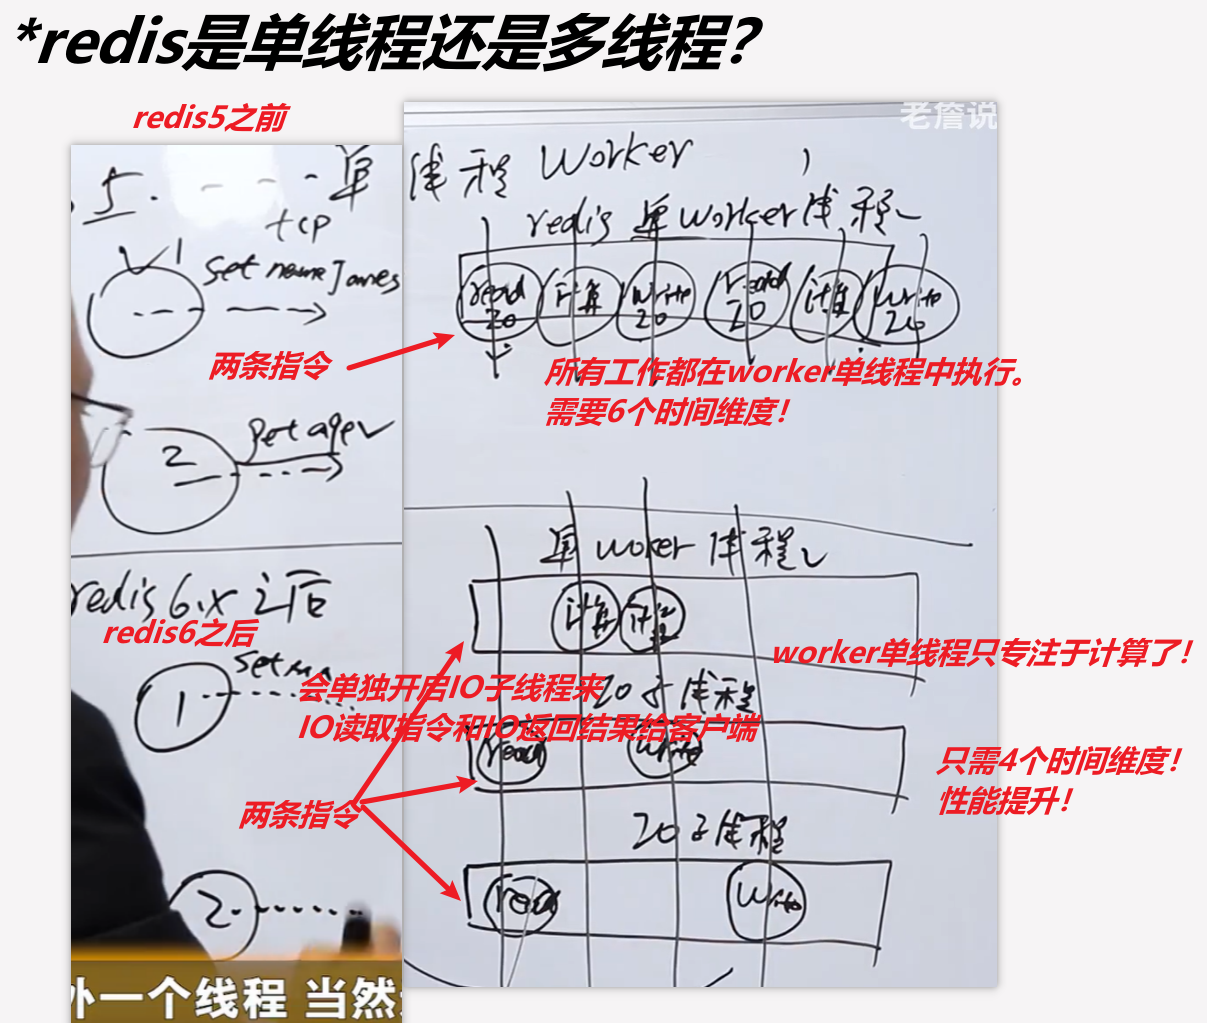 *redis是单线程还是多线程？
redis5之前
老詹说
5. - - - 单线程 Worker
redis 单worker线程
tcp
1 set name James
read 计算 write 计算 write
IO IO IO
两条指令
所有工作都在worker单线程中执行。
需要6个时间维度！
2 get age
单 woker 线程
redis 6.x 之后
redis6之后
计算 计算
1 set
worker单线程只专注于计算了！
会单独开启IO子线程来
IO子线程
IO读取指令和IO返回结果给客户端
read write
只需4个时间维度！
性能提升！
两条指令
IO子线程
2 read write
外一个线程 当然